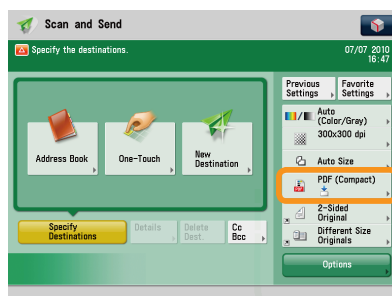 Scan and Send
Specify the destinations.
07/07 2010
16:47
Previous
Settings
Favorite
Settings
Auto
(Color/Gray)
300x300 dpi
Address Book
One-Touch
New
Destination
Auto Size
PDF (Compact)
2-Sided
Original
Specify
Destinations
Details
Delete
Dest.
Cc
Bcc
Different Size
Originals
Options